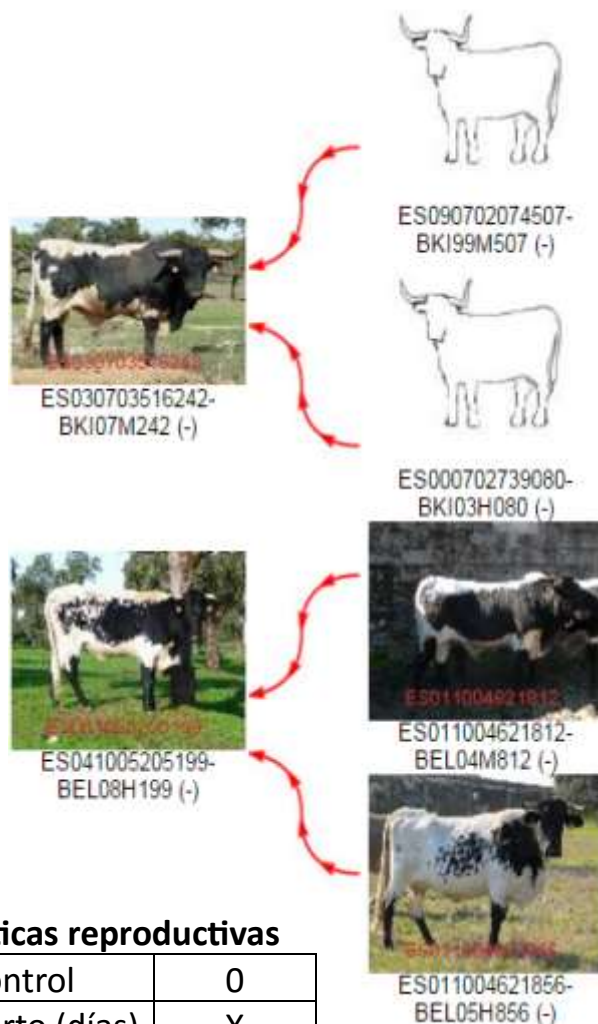 ES090702074507-
BKI99M507 (-)
ES030703516242-
BKI07M242 (-)
ES000702739080-
BKI03H080 (-)
ES011004621812
ES011004621812-
BEL04M812 (-)
ES041005205199-
BEL08H199 (-)
ES011004621856-
BEL05H856 (-)
ticas reproductivas
ontrol 0
rto (días) X